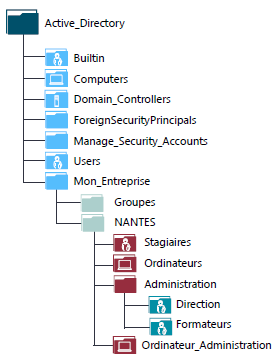 Active_Directory
Builtin
Computers
Domain_Controllers
ForeignSecurityPrincipals
Manage_Security_Accounts
Users
Mon_Entreprise
Groupes
NANTES
Stagiaires
Ordinateurs
Administration
Direction
Formateurs
Ordinateur_Administration